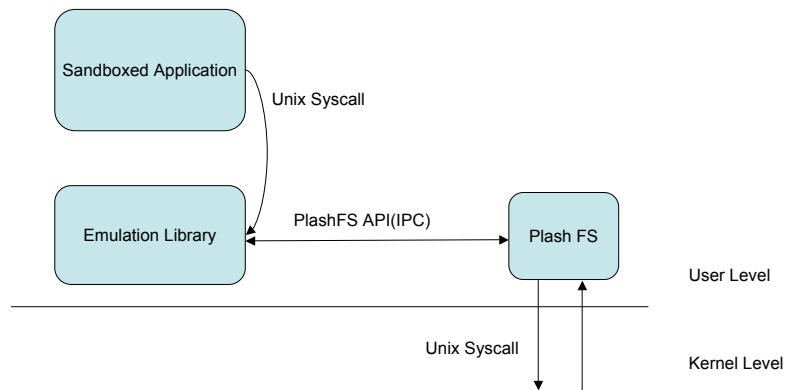 Sandboxed Application
Unix Syscall
Emulation Library
PlashFS API(IPC)
Plash FS
User Level
Unix Syscall
Kernel Level